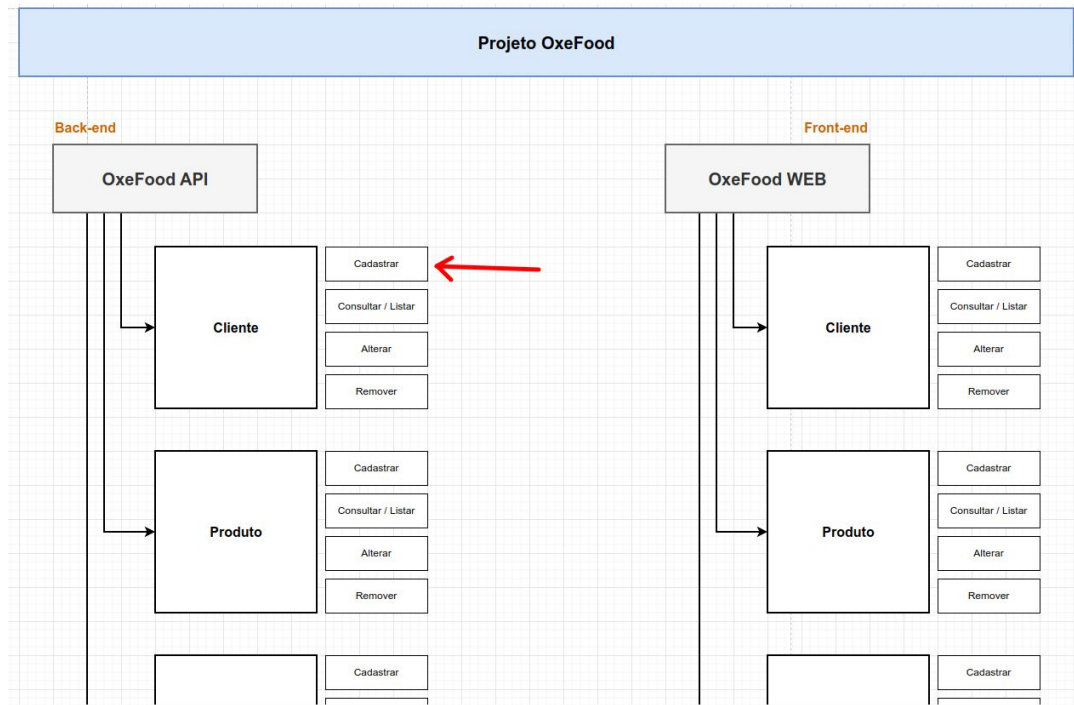 Projeto OxeFood
Back-end
OxeFood API
Cliente
Cadastrar
Consultar / Listar
Alterar
Remover
Produto
Cadastrar
Consultar / Listar
Alterar
Remover
Cadastrar
Front-end
OxeFood WEB
Cliente
Cadastrar
Consultar / Listar
Alterar
Remover
Produto
Cadastrar
Consultar / Listar
Alterar
Remover
Cadastrar